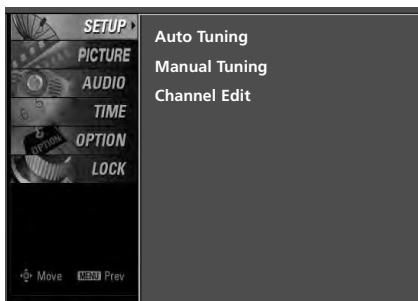 SETUP
PICTURE
AUDIO
TIME
OPTION
LOCK
Move MENU Prev
Auto Tuning
Manual Tuning
Channel Edit